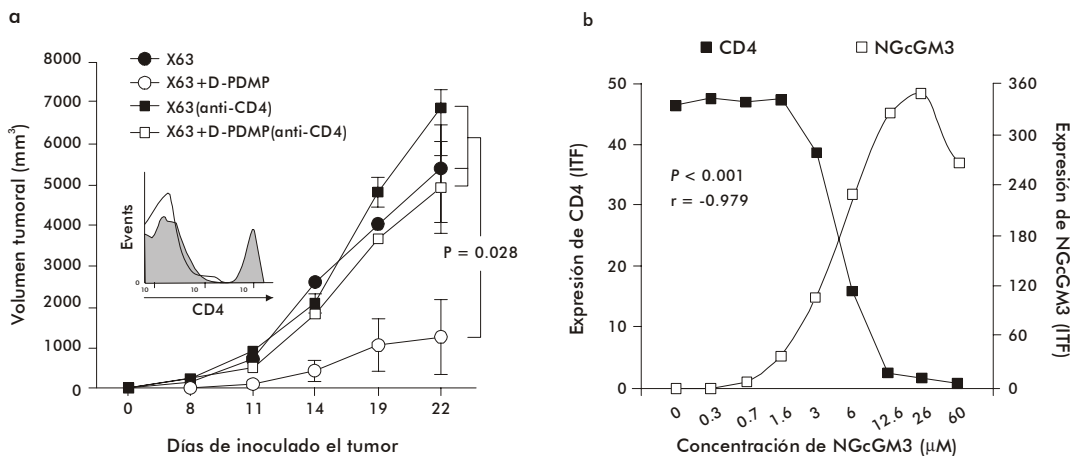 a
8000
7000
6000
5000
4000
3000
2000
1000
0
Volumen tumoral (mm³)
X63
X63+D-PDMP
X63(anti-CD4)
X63+D-PDMP(anti-CD4)
Events
0
10
10
10
CD4
P = 0.028
0 8 11 14 19 22
Días de inoculado el tumor
b
CD4 NGcGM3
50
40
30
20
10
0
Expresión de CD4 (ITF)
P < 0.001
r = -0.979
360
300
240
180
120
60
0
Expresión de NGcGM3 (ITF)
0 0.3 0.7 1.6 3 6 12.6 26 60
Concentración de NGcGM3 (µM)